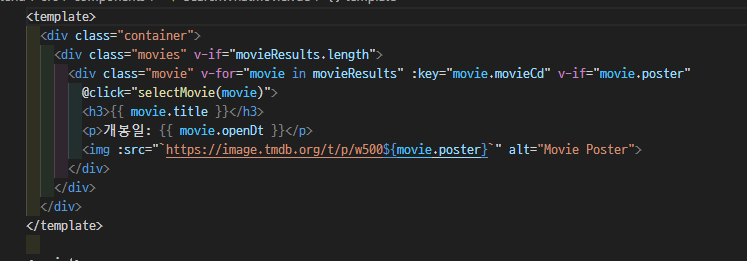 <template>
<div class="container">
<div class="movies" v-if="movieResults.length">
<div class="movie" v-for="movie in movieResults" :key="movie.movieCd" v-if="movie.poster"
@click="selectMovie(movie)">
<h3>{{ movie.title }}</h3>
<p>개봉일: {{ movie.openDt }}</p>
<img :src="`https://image.tmdb.org/t/p/w500${movie.poster}`" alt="Movie Poster">
</div>
</div>
</div>
</template>